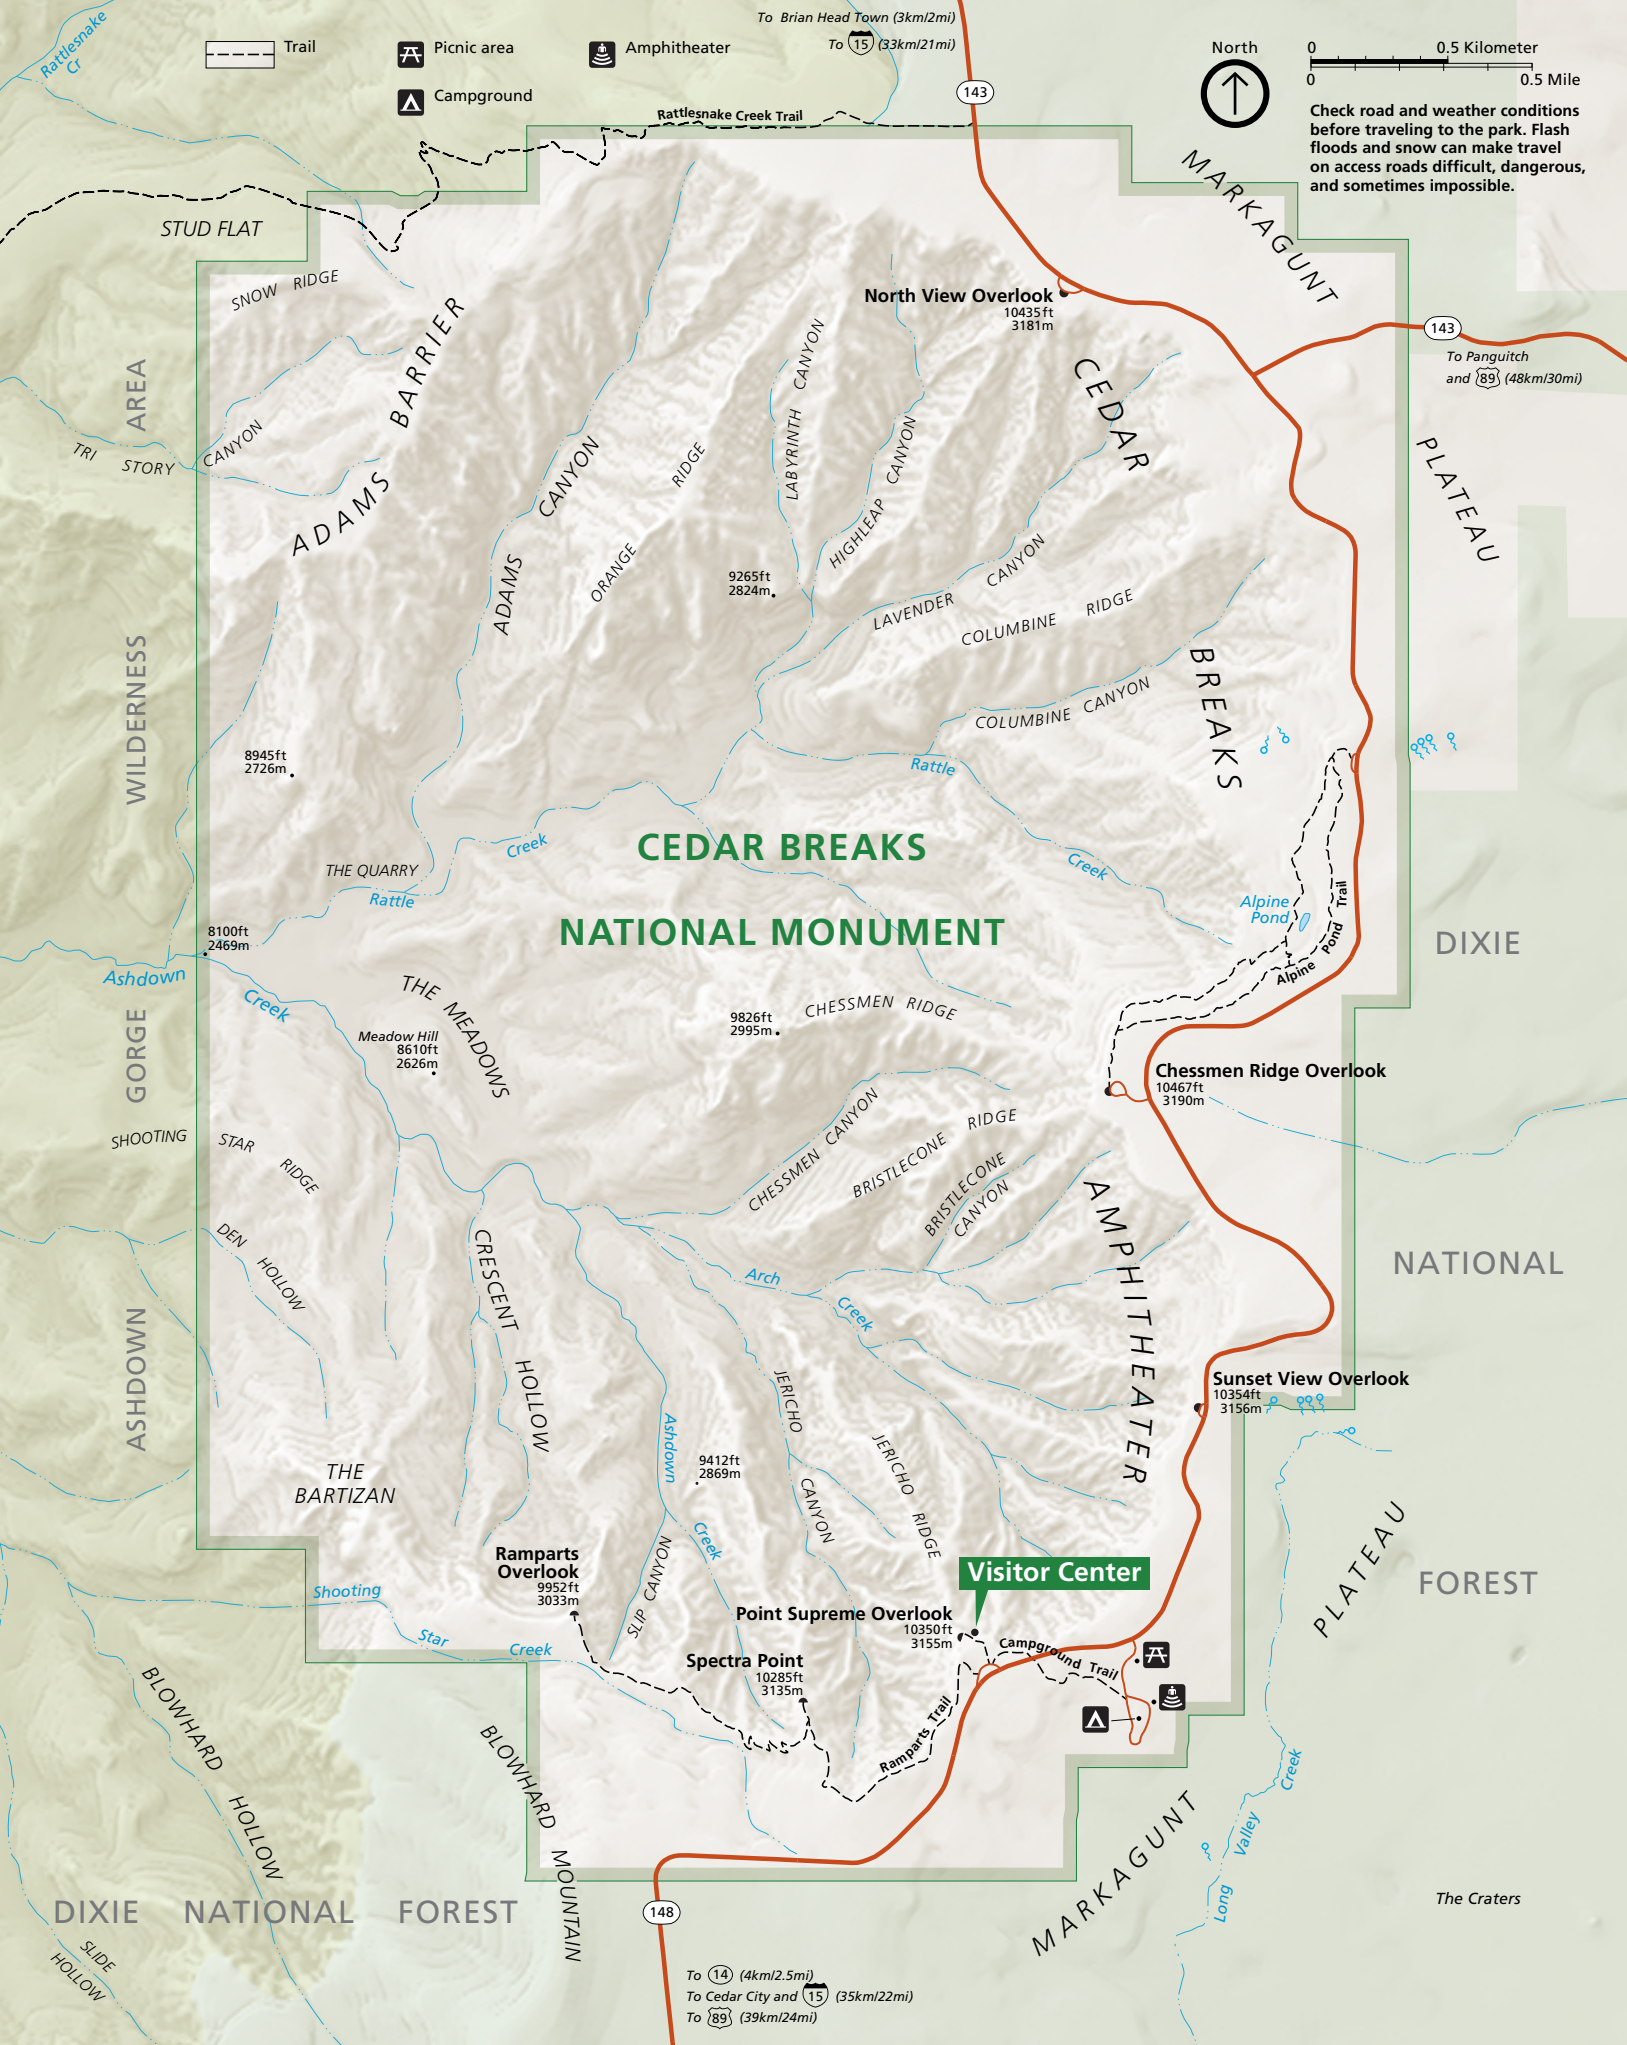 To Brian Head Town (3km/2mi)
To 15 (33km/21mi)
Rattlesnake
Cr
Trail
Picnic area
Amphitheater
Campground
North
0 0.5 Kilometer
0 0.5 Mile
Check road and weather conditions
before traveling to the park. Flash
floods and snow can make travel
on access roads difficult, dangerous,
and sometimes impossible.
143
Rattlesnake Creek Trail
MARKAGUNT
PLATEAU
STUD FLAT
SNOW RIDGE
North View Overlook
10435ft
3181m
143
To Panguitch
and 89 (48km/30mi)
ADAMS BARRIER
TRI STORY CANYON
ADAMS CANYON
ORANGE RIDGE
LABYRINTH CANYON
HIGHLEAP CANYON
CEDAR
BREAKS
AMPHITHEATER
9265ft
2824m
LAVENDER CANYON
COLUMBINE RIDGE
COLUMBINE CANYON
Rattle
Creek
8945ft
2726m
CEDAR BREAKS
NATIONAL MONUMENT
THE QUARRY
Rattle
Creek
Alpine
Pond
Alpine Pond Trail
8100ft
2469m
Ashdown
Creek
THE MEADOWS
Meadow Hill
8610ft
2626m
9826ft
2995m
CHESSMEN RIDGE
Chessmen Ridge Overlook
10467ft
3190m
ASHDOWN GORGE WILDERNESS AREA
DIXIE
NATIONAL
FOREST
SHOOTING STAR RIDGE
DEN HOLLOW
CHESSMEN CANYON
BRISTLECONE RIDGE
BRISTLECONE
CANYON
CRESCENT HOLLOW
Arch
Creek
JERICHO CANYON
JERICHO RIDGE
Sunset View Overlook
10354ft
3156m
Ashdown
Creek
9412ft
2869m
THE
BARTIZAN
Ramparts
Overlook
9952ft
3033m
SLIP CANYON
Visitor Center
Point Supreme Overlook
10350ft
3155m
Campground Trail
Spectra Point
10285ft
3135m
Ramparts Trail
Shooting
Star
Creek
BLOWHARD HOLLOW
BLOWHARD MOUNTAIN
MARKAGUNT
PLATEAU
Long Valley Creek
The Craters
DIXIE NATIONAL FOREST
SLIDE
HOLLOW
148
To 14 (4km/2.5mi)
To Cedar City and 15 (35km/22mi)
To 89 (39km/24mi)